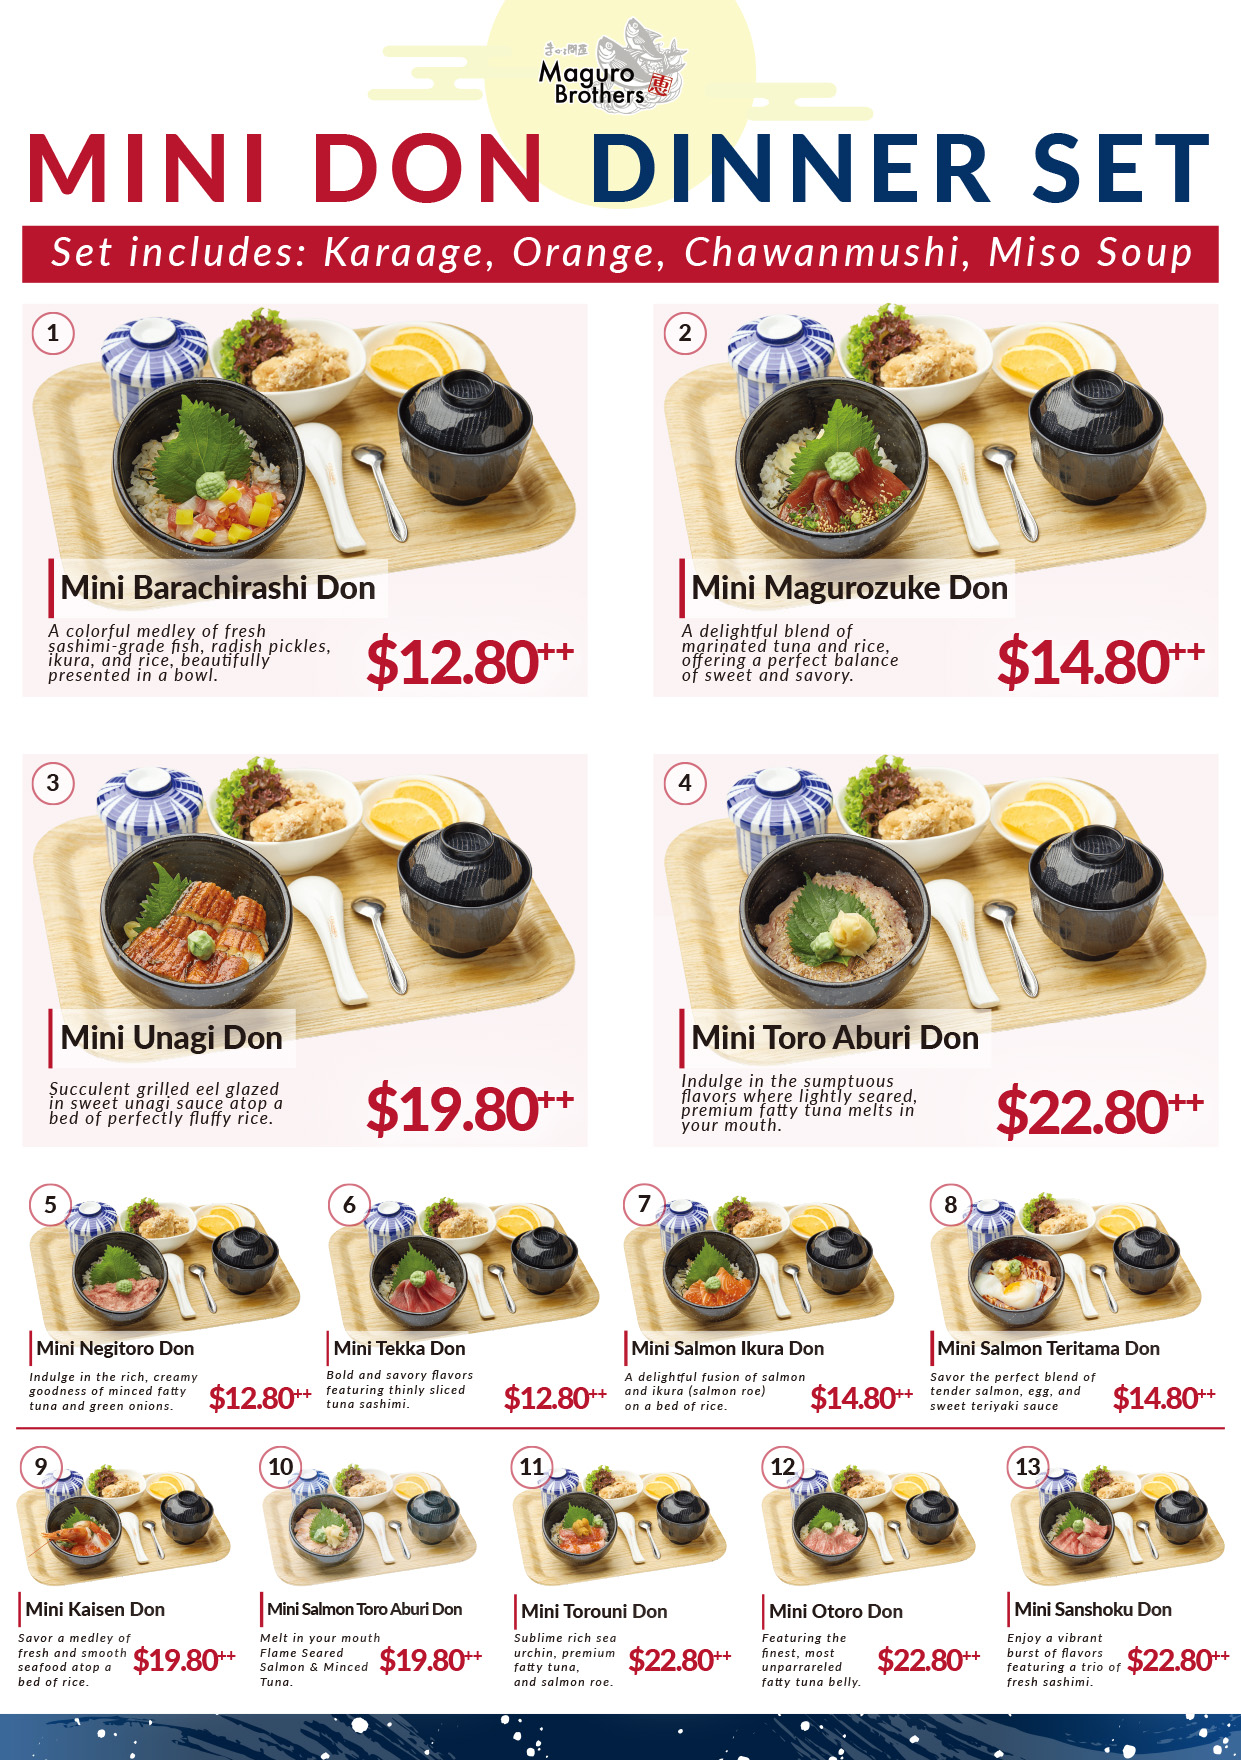 Maguro
Brothers
恵
MINI DON DINNER SET
Set includes: Karaage, Orange, Chawanmushi, Miso Soup
1
Mini Barachirashi Don
A colorful medley of fresh
sashimi-grade fish, radish pickles,
ikura, and rice, beautifully
presented in a bowl.
$12.80++
2
Mini Magurozuke Don
A delightful blend of
marinated tuna and rice,
offering a perfect balance
of sweet and savory.
$14.80++
3
Mini Unagi Don
Succulent grilled eel glazed
in sweet unagi sauce atop a
bed of perfectly fluffy rice.
$19.80++
4
Mini Toro Aburi Don
Indulge in the sumptuous
flavors where lightly seared,
premium fatty tuna melts in
your mouth.
$22.80++
5
Mini Negitoro Don
Indulge in the rich, creamy
goodness of minced fatty
tuna and green onions.
$12.80++
6
Mini Tekka Don
Bold and savory flavors
featuring thinly sliced
tuna sashimi.
$12.80++
7
Mini Salmon Ikura Don
A delightful fusion of salmon
and ikura (salmon roe)
on a bed of rice.
$14.80++
8
Mini Salmon Teritama Don
Savor the perfect blend of
tender salmon, egg, and
sweet teriyaki sauce
$14.80++
9
Mini Kaisen Don
Savor a medley of
fresh and smooth
seafood atop a
bed of rice.
$19.80++
10
Mini Salmon Toro Aburi Don
Melt in your mouth
Flame Seared
Salmon & Minced
Tuna.
$19.80++
11
Mini Torouni Don
Sublime rich sea
urchin, premium
fatty tuna,
and salmon roe.
$22.80++
12
Mini Otoro Don
Featuring the
finest, most
unparrareled
fatty tuna belly.
$22.80++
13
Mini Sanshoku Don
Enjoy a vibrant
burst of flavors
featuring a trio of
fresh sashimi.
$22.80++